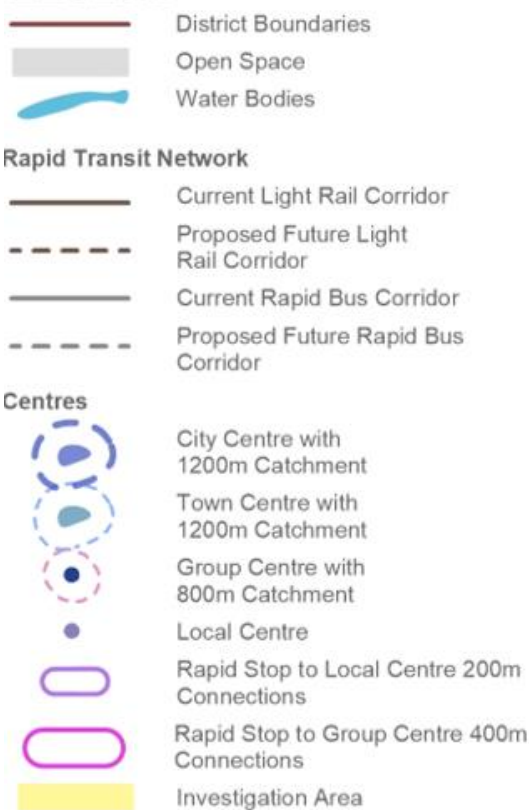 District Boundaries
Open Space
Water Bodies
Rapid Transit Network
Current Light Rail Corridor
Proposed Future Light
Rail Corridor
Current Rapid Bus Corridor
Proposed Future Rapid Bus
Corridor
Centres
City Centre with
1200m Catchment
Town Centre with
1200m Catchment
Group Centre with
800m Catchment
Local Centre
Rapid Stop to Local Centre 200m
Connections
Rapid Stop to Group Centre 400m
Connections
Investigation Area